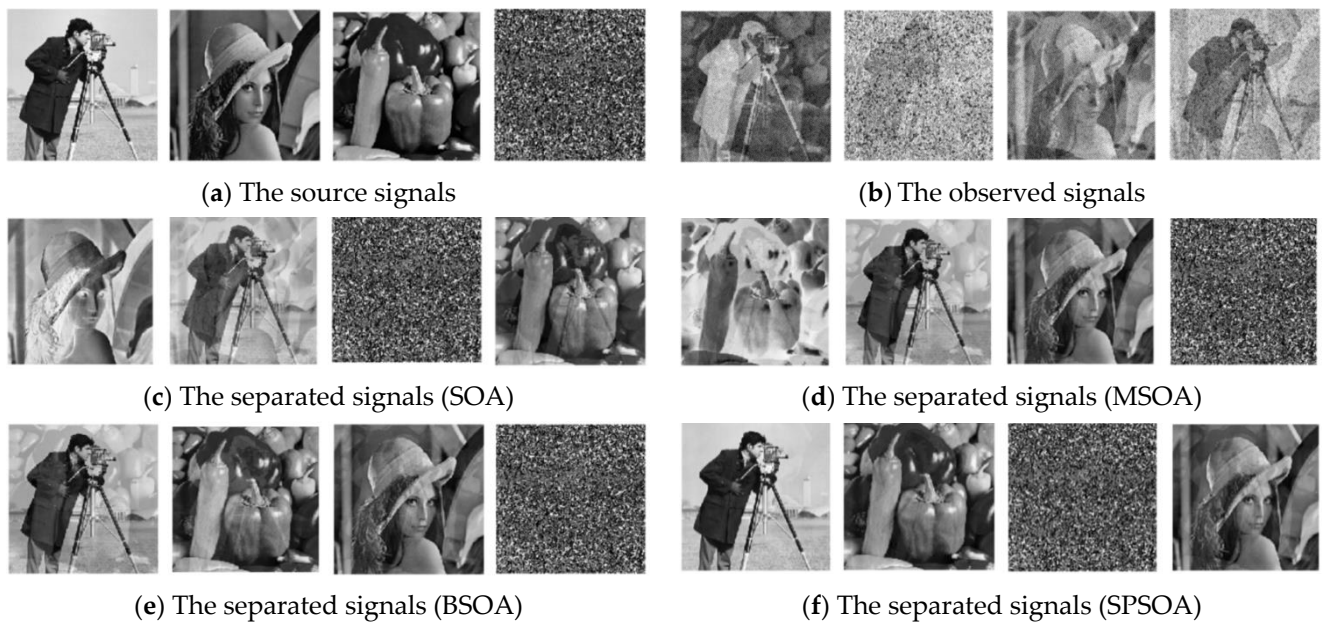 (a) The source signals
(b) The observed signals
(c) The separated signals (SOA)
(d) The separated signals (MSOA)
(e) The separated signals (BSOA)
(f) The separated signals (SPSOA)